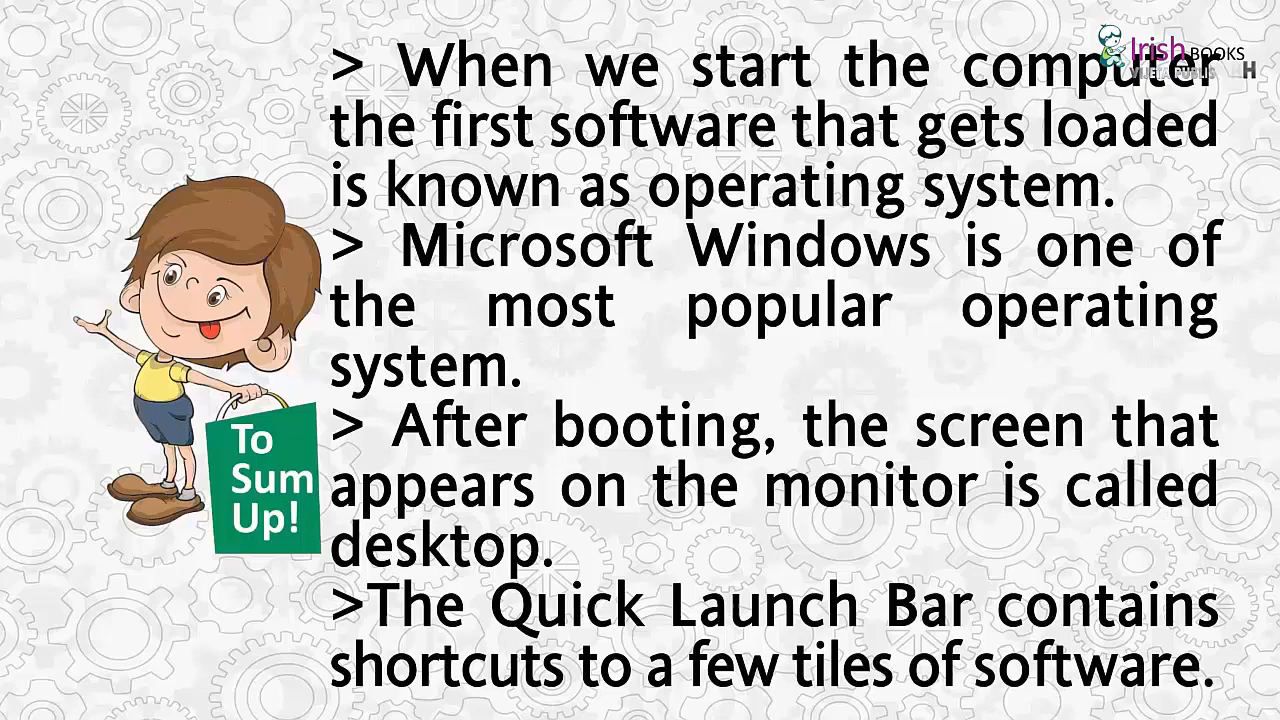 > When we start the computer
the first software that gets loaded
is known as operating system.
> Microsoft Windows is one of
the most popular operating
system.
> After booting, the screen that
appears on the monitor is called
desktop.
>The Quick Launch Bar contains
shortcuts to a few tiles of software.
To
Sum
Up!
Irish BOOKS